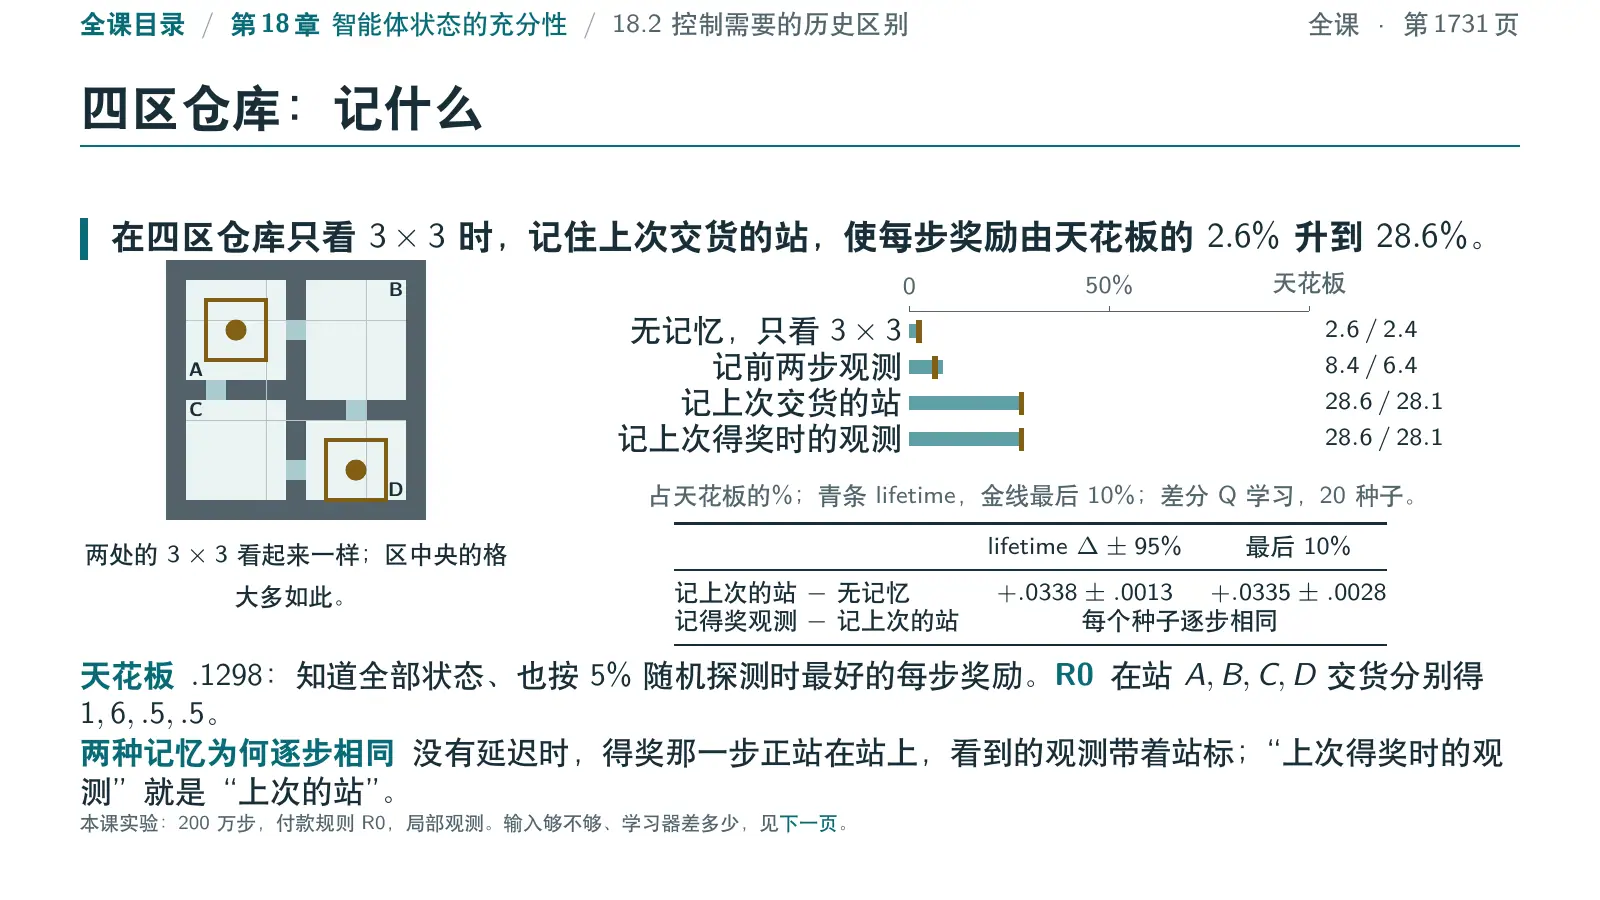 全课目录 / 第18章 智能体状态的充分性 / 18.2 控制需要的历史区别
全课 · 第1731页
四区仓库：记什么
在四区仓库只看 3 × 3 时，记住上次交货的站，使每步奖励由天花板的 2.6% 升到 28.6%。
A
B
C
D
两处的 3 × 3 看起来一样；区中央的格
大多如此。
0 50% 天花板
无记忆，只看 3 × 3 2.6 / 2.4
记前两步观测 8.4 / 6.4
记上次交货的站 28.6 / 28.1
记上次得奖时的观测 28.6 / 28.1
占天花板的%；青条 lifetime，金线最后 10%；差分 Q 学习，20 种子。
lifetime Δ ± 95% 最后 10%
记上次的站 − 无记忆 +.0338 ± .0013 +.0335 ± .0028
记得奖观测 − 记上次的站 每个种子逐步相同
天花板 .1298：知道全部状态、也按 5% 随机探测时最好的每步奖励。R0 在站 A, B, C, D 交货分别得
1, 6, .5, .5。
两种记忆为何逐步相同 没有延迟时，得奖那一步正站在站上，看到的观测带着站标；“上次得奖时的观
测” 就是 “上次的站”。
本课实验：200 万步，付款规则 R0，局部观测。输入够不够、学习器差多少，见下一页。